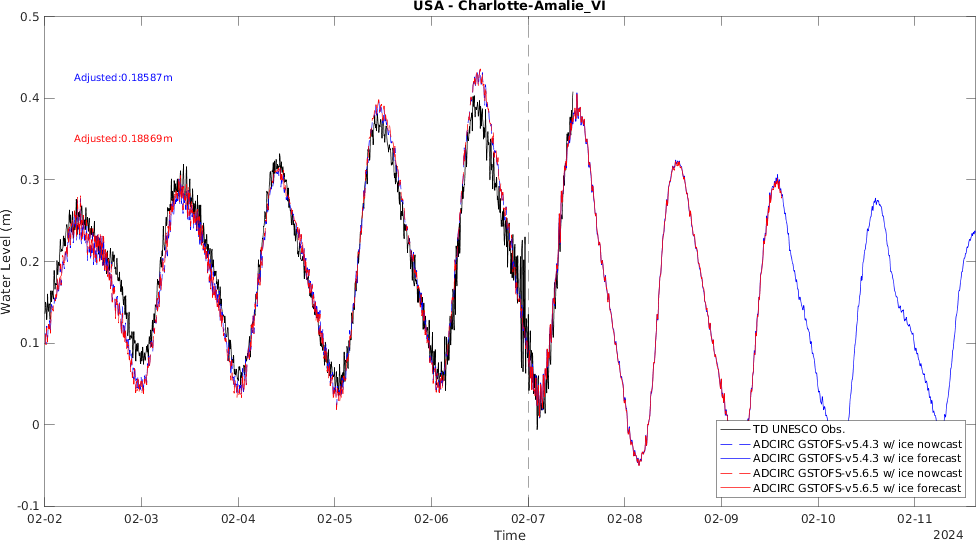 USA - Charlotte-Amalie_VI
0.5
0.4
0.3
0.2
0.1
0
-0.1
Water Level (m)
Adjusted:0.18587m
Adjusted:0.18869m
TD UNESCO Obs.
ADCIRC GSTOFS-v5.4.3 w/ ice nowcast
ADCIRC GSTOFS-v5.4.3 w/ ice forecast
ADCIRC GSTOFS-v5.6.5 w/ ice nowcast
ADCIRC GSTOFS-v5.6.5 w/ ice forecast
02-02 02-03 02-04 02-05 02-06 02-07 02-08 02-09 02-10 02-11
Time
2024